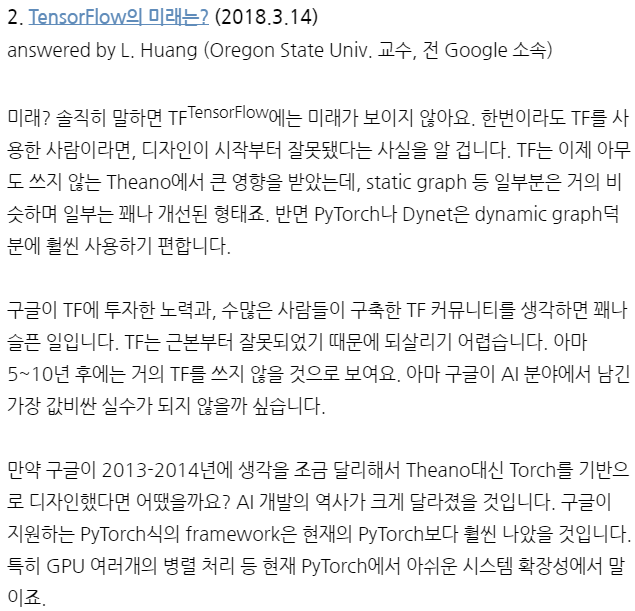 2. TensorFlow의 미래는? (2018.3.14)
answered by L. Huang (Oregon State Univ. 교수, 전 Google 소속)
미래? 솔직히 말하면 TF TensorFlow에는 미래가 보이지 않아요. 한번이라도 TF를 사
용한 사람이라면, 디자인이 시작부터 잘못됐다는 사실을 알 겁니다. TF는 이제 아무
도 쓰지 않는 Theano에서 큰 영향을 받았는데, static graph 등 일부분은 거의 비
슷하며 일부는 꽤나 개선된 형태죠. 반면 PyTorch나 Dynet은 dynamic graph덕
분에 훨씬 사용하기 편합니다.
구글이 TF에 투자한 노력과, 수많은 사람들이 구축한 TF 커뮤니티를 생각하면 꽤나
슬픈 일입니다. TF는 근본부터 잘못되었기 때문에 되살리기 어렵습니다. 아마
5~10년 후에는 거의 TF를 쓰지 않을 것으로 보여요. 아마 구글이 AI 분야에서 남긴
가장 값비싼 실수가 되지 않을까 싶습니다.
만약 구글이 2013-2014년에 생각을 조금 달리해서 Theano대신 Torch를 기반으
로 디자인했다면 어땠을까요? AI 개발의 역사가 크게 달라졌을 것입니다. 구글이
지원하는 PyTorch식의 framework은 현재의 PyTorch보다 훨씬 나았을 것입니다.
특히 GPU 여러개의 병렬 처리 등 현재 PyTorch에서 아쉬운 시스템 확장성에서 말
이죠.